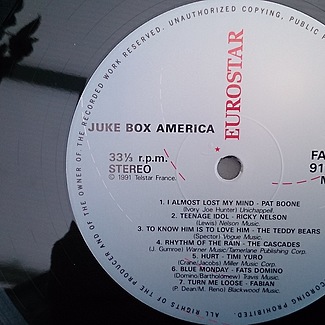 ALL RIGHTS OF THE PRODUCER AND OF THE OWNER OF THE RECORDED WORK RESERVED. UNAUTHORIZED COPYING, PUBLIC
EUROSTAR
JUKE BOX AMERICA
33⅓ r.p.m.
STEREO
© 1991 Telstar France.
FA
91
1. I ALMOST LOST MY MIND - PAT BOONE
(Ivory Joe Hunter) Unichappell.
2. TEENAGE IDOL - RICKY NELSON
(Lewis) Nelson Music.
3. TO KNOW HIM IS TO LOVE HIM - THE TEDDY BEARS
(Spector) Vogue Music.
4. RHYTHM OF THE RAIN - THE CASCADES
(J. Gumroe) Warner Music/Tamerlane Publishing Corp.
5. HURT - TIMI YURO
(Craine/Jacobs) Miller Music Corp.
6. BLUE MONDAY - FATS DOMINO
(Domino/Bartholdmew) Travis Music.
7. TURN ME LOOSE - FABIAN
(P. Dean/M. Reno) Blackwood Music.